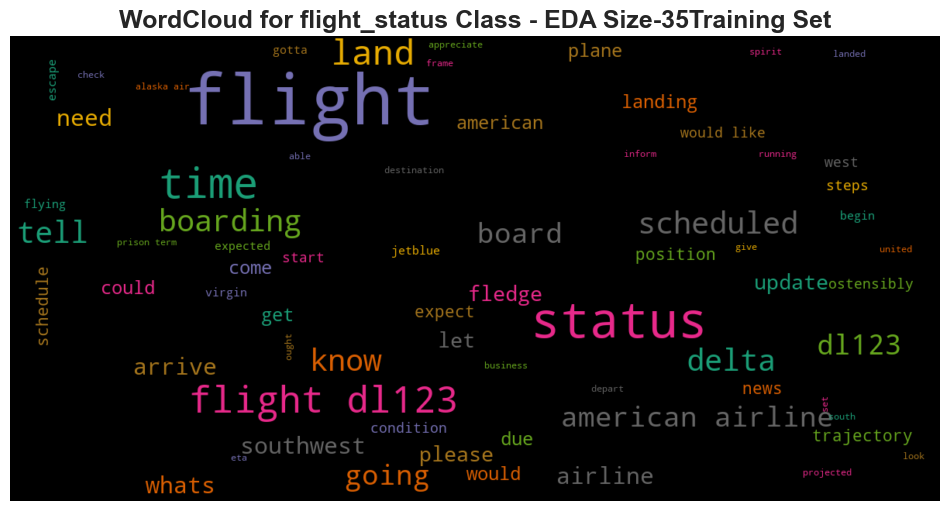 WordCloud for flight_status Class - EDA Size-35Training Set
gotta
land
appreciate
plane
spirit
landed
escape
check
frame
alaska air
flight
need
landing
american
would like
able
inform
running
destination
west
time
steps
flying
boarding
scheduled
begin
tell
prison term
expected
board
jetblue
position
give
united
come
start
schedule
could
virgin
fledge
update
ostensibly
get
expect
status
ought
let
dl123
know
arrive
business
delta
flight dl123
depart
news
set
american airline
south
condition
southwest
due
trajectory
eta
please
look
whats
going
would
airline
projected